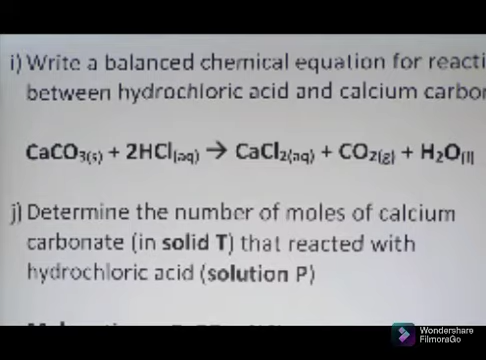 i) Write a balanced chemical equation for reacti
between hydrochloric acid and calcium carbo
CaCO₃₍ₛ₎ + 2HCl₍ₐq₎ → CaCl₂₍ₐq₎ + CO₂₍g₎ + H₂O₍ₗ₎
j) Determine the number of moles of calcium
carbonate (in solid T) that reacted with
hydrochloric acid (solution P)
Wondershare
FilmoraGo